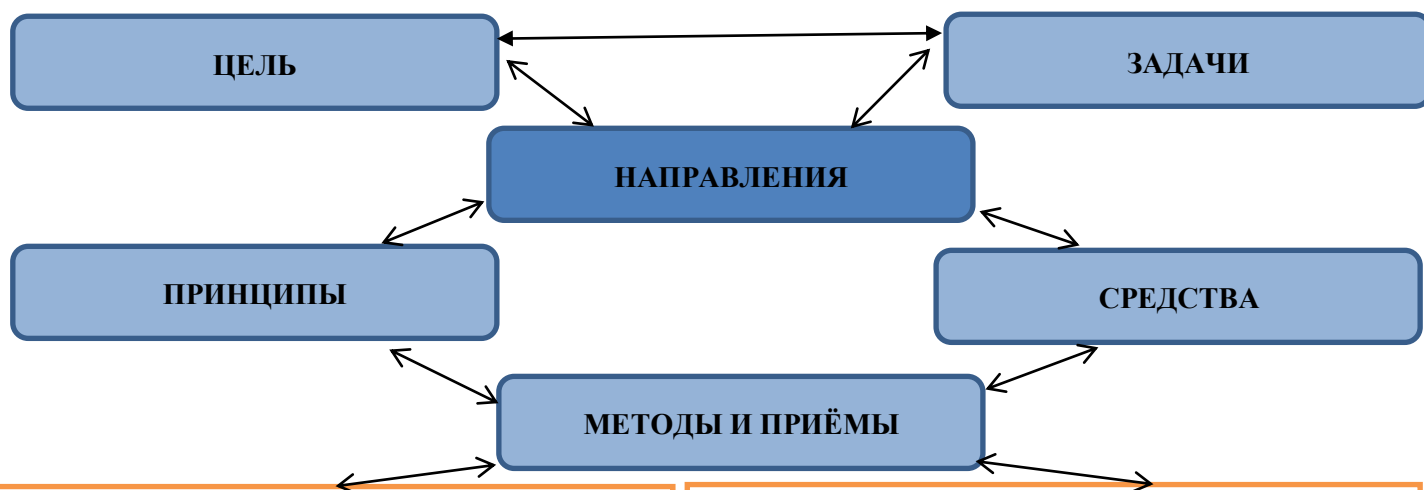 ЦЕЛЬ
ЗАДАЧИ
НАПРАВЛЕНИЯ
ПРИНЦИПЫ
СРЕДСТВА
МЕТОДЫ И ПРИЁМЫ